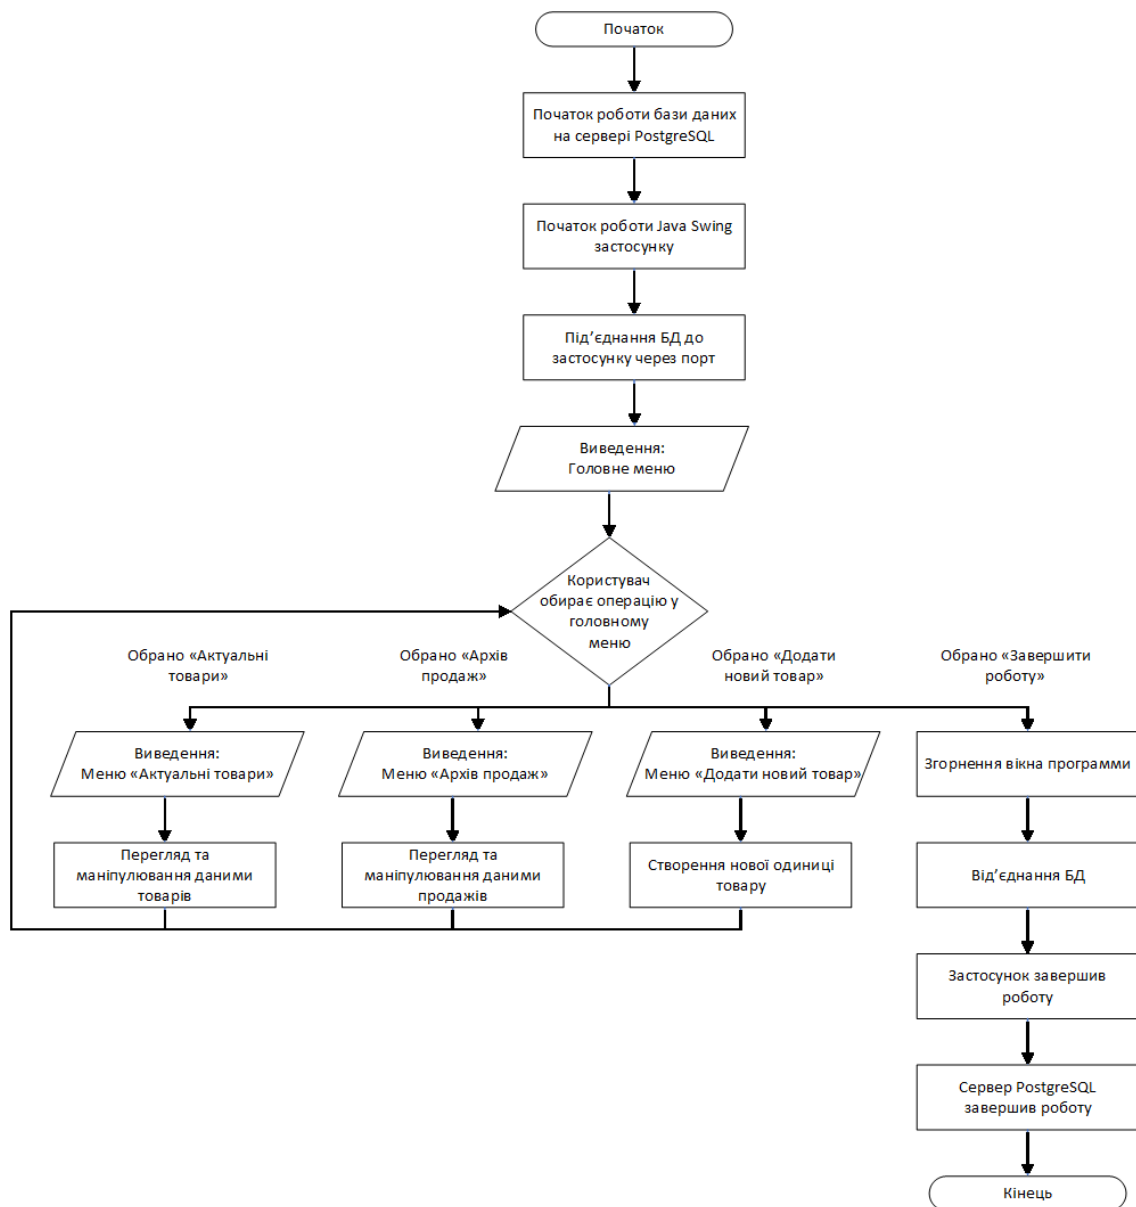 Початок
Початок роботи бази даних
на сервері PostgreSQL
Початок роботи Java Swing
застосунку
Під’єднання БД до
застосунку через порт
Виведення:
Головне меню
Користувач
обирає операцію у
головному
меню
Обрано «Актуальні
товари»
Обрано «Архів
продаж»
Обрано «Додати
новий товар»
Обрано «Завершити
роботу»
Виведення:
Меню «Актуальні товари»
Виведення:
Меню «Архів продаж»
Виведення:
Меню «Додати новий товар»
Згорнення вікна программи
Перегляд та
маніпулювання даними
товарів
Перегляд та
маніпулювання даними
продажів
Створення нової одиниці
товару
Від’єднання БД
Застосунок завершив
роботу
Сервер PostgreSQL
завершив роботу
Кінець